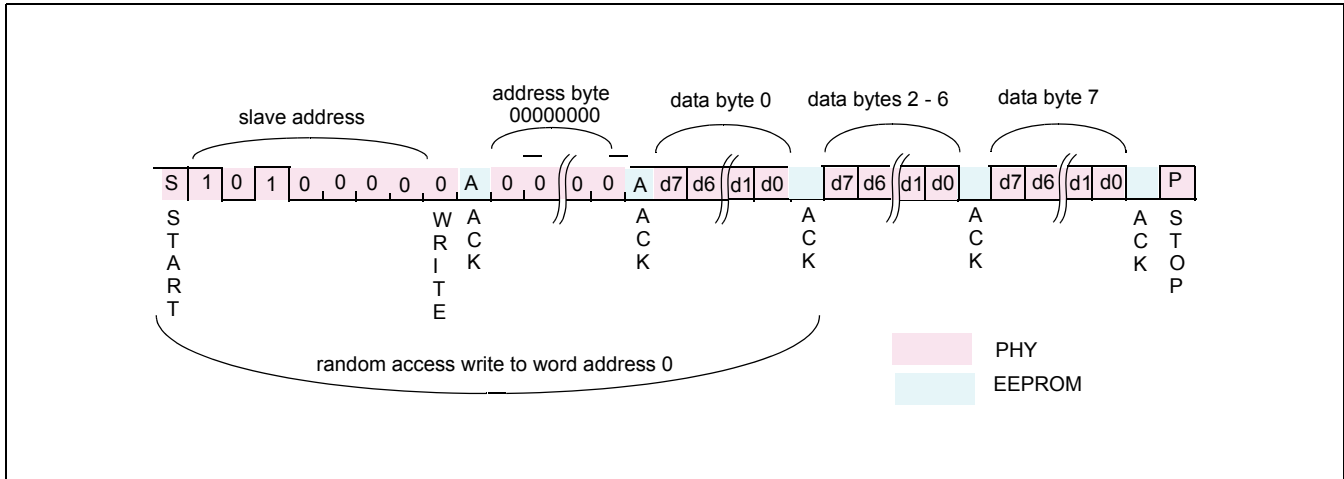 slave address
address byte
00000000
data byte 0
data bytes 2 - 6
data byte 7
S 1 0 1 0 0 0 0 0 A 0 0 0 0 A d7 d6 d1 d0 d7 d6 d1 d0 d7 d6 d1 d0 P
START
WRITE
ACK
ACK
ACK
ACK
ACK
STOP
random access write to word address 0
PHY
EEPROM